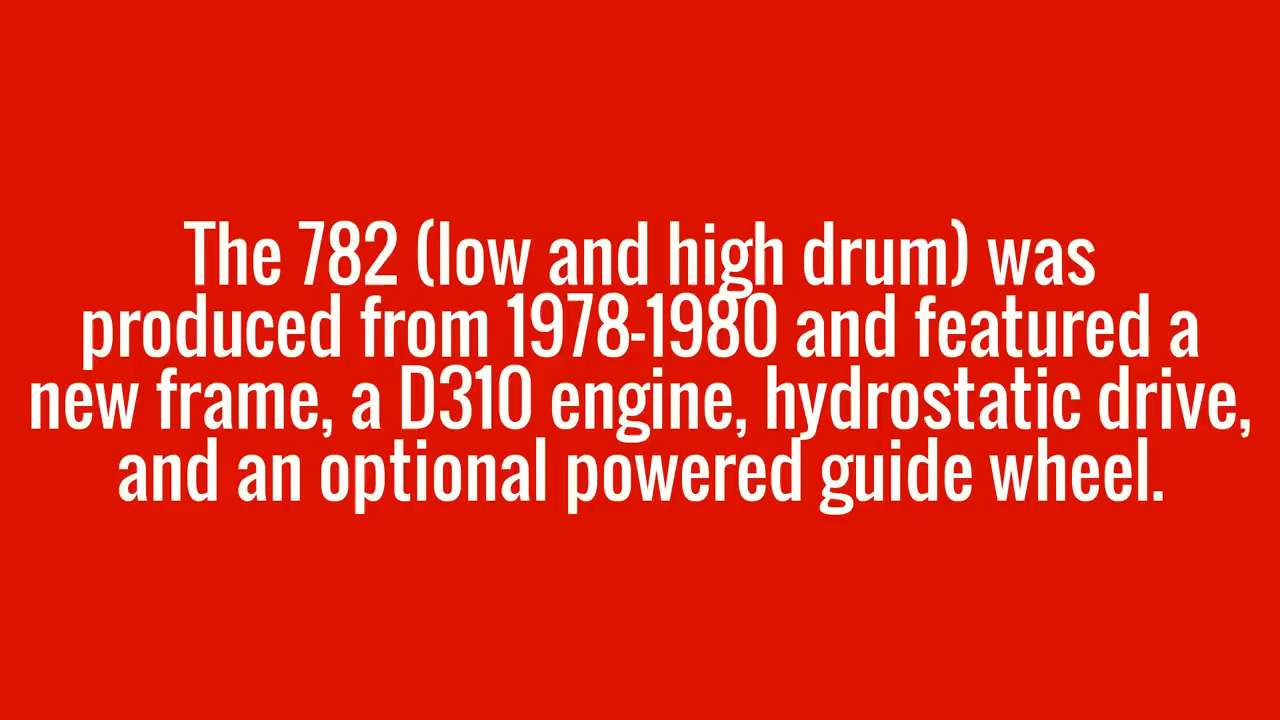 The 782 (low and high drum) was
produced from 1978-1980 and featured a
new frame, a D310 engine, hydrostatic drive,
and an optional powered guide wheel.